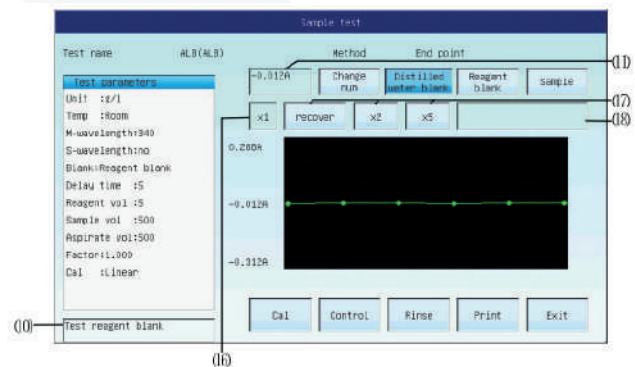 Sample test
Test name ALB(ALB) Method End point
-0.012A Change run Distilled water blank Reagent blank sample
(11)
Test parameters
Unit :g/l
Temp :Room
M-wavelength:340
S-wavelength:no
Blank:Reagent blank
Delay time :5
Reagent vol :5
Sample vol :500
Aspirate vol:500
Factor:1.000
Cal :Linear
x1 recover x2 x5
(17)
(18)
0.288A
-0.012A
-0.312A
Test reagent blank
(10)
(16)
Cal Control Rinse Print Exit